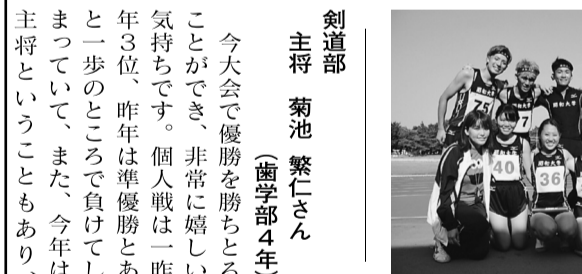 剣道部
主将　菊池　繁仁さん
（歯学部４年）
今大会で優勝を勝ちとる
ことができ、非常に嬉しい
気持ちです。個人戦は一昨
年３位、昨年は準優勝とあ
と一歩のところで負けてし
まっていて、また、今年は
主将ということもあり、
75
7
40
36